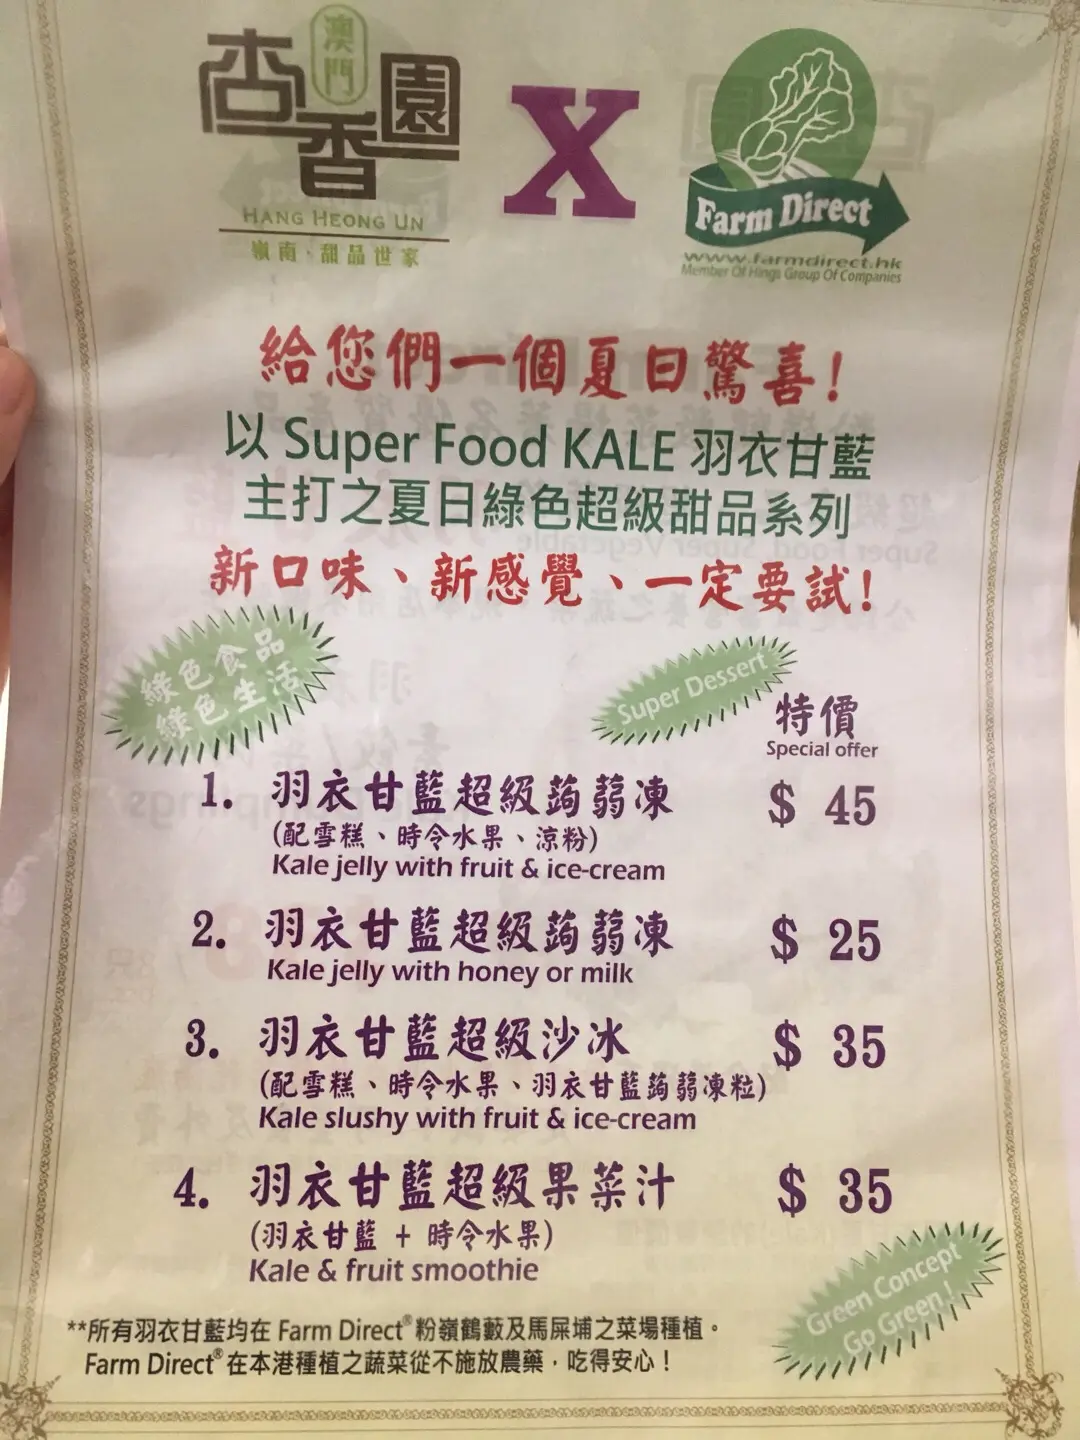 澳門
杏香園
HANG HEONG UN
嶺南·甜品世家
X
Farm Direct
www.farmdirect.hk
Member Of Hings Group Of Companies
給您們一個夏日驚喜!
以 Super Food KALE 羽衣甘藍
主打之夏日綠色超級甜品系列
新口味、新感覺、一定要試!
綠色食品
綠色生活
Super Dessert
特價
Special offer
1. 羽衣甘藍超級蒟蒻凍 $ 45
(配雪糕、時令水果、涼粉)
Kale jelly with fruit & ice-cream
2. 羽衣甘藍超級蒟蒻凍 $ 25
Kale jelly with honey or milk
3. 羽衣甘藍超級沙冰 $ 35
(配雪糕、時令水果、羽衣甘藍蒟蒻凍粒)
Kale slushy with fruit & ice-cream
4. 羽衣甘藍超級果菜汁 $ 35
(羽衣甘藍 + 時令水果)
Kale & fruit smoothie
Green Concept
Go Green !
**所有羽衣甘藍均在 Farm Direct® 粉嶺鶴藪及馬屎埔之菜場種植。
Farm Direct® 在本港種植之蔬菜從不施放農藥，吃得安心！